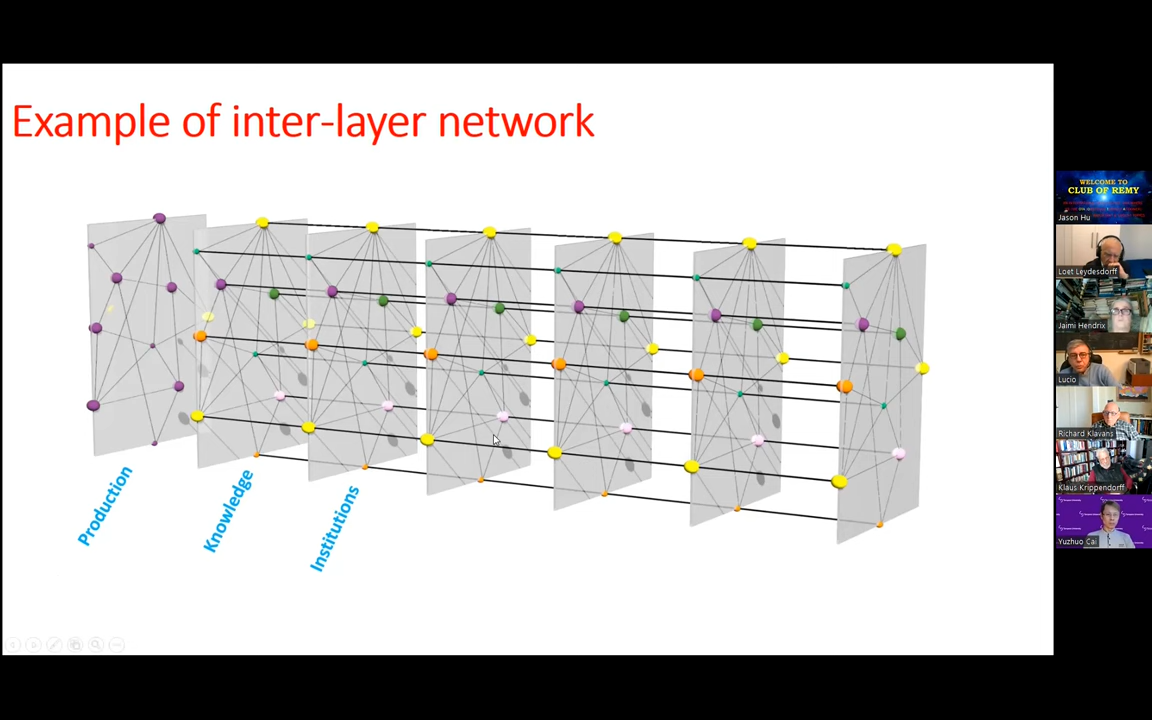 Example of inter-layer network
Production
Knowledge
Institutions
WELCOME TO
CLUB OF REMY
Jason Hu
Loet Leydesdorff
Jaimi Hendrix
Lucio
Richard Klavans
Klaus Krippendorff
Yuzhuo Cai